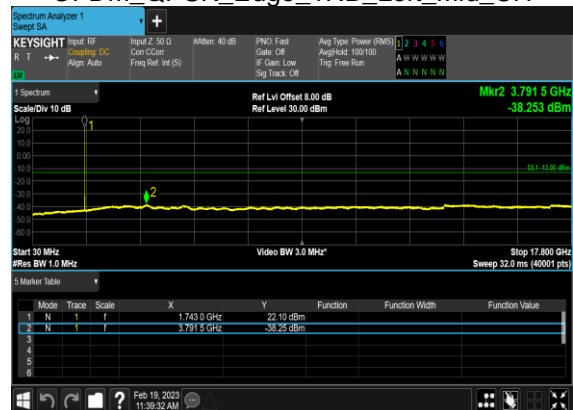 Spectrum Analyzer 1
Swept SA
+
KEYSIGHT Input: RF Input Z: 50 Ω #Atten: 40 dB PNO: Fast Avg Type: Power (RMS) 1 2 3 4 5 6
R T Coupling: DC Corr CCorr Gate: Off Avg|Hold: 100/100 A W W W W W
Align: Auto Freq Ref: Int (S) IF Gain: Low Trig: Free Run
LW Sig Track: Off A N N N N N
1 Spectrum Ref Lvl Offset 8.00 dB Mkr2 3.791 5 GHz
Scale/Div 10 dB Ref Level 30.00 dBm -38.253 dBm
Log
1
20.0
10.0
0.00
-10.0 DL1 -13.00 dBm
-20.0
-30.0 2
-40.0
-50.0
-60.0
Start 30 MHz Video BW 3.0 MHz* Stop 17.800 GHz
#Res BW 1.0 MHz Sweep 32.0 ms (40001 pts)
5 Marker Table
Mode Trace Scale X Y Function Function Width Function Value
1 N 1 f 1.743 0 GHz 22.10 dBm
2 N 1 f 3.791 5 GHz -38.25 dBm
3
4
5
6
? Feb 19, 2023
11:39:32 AM